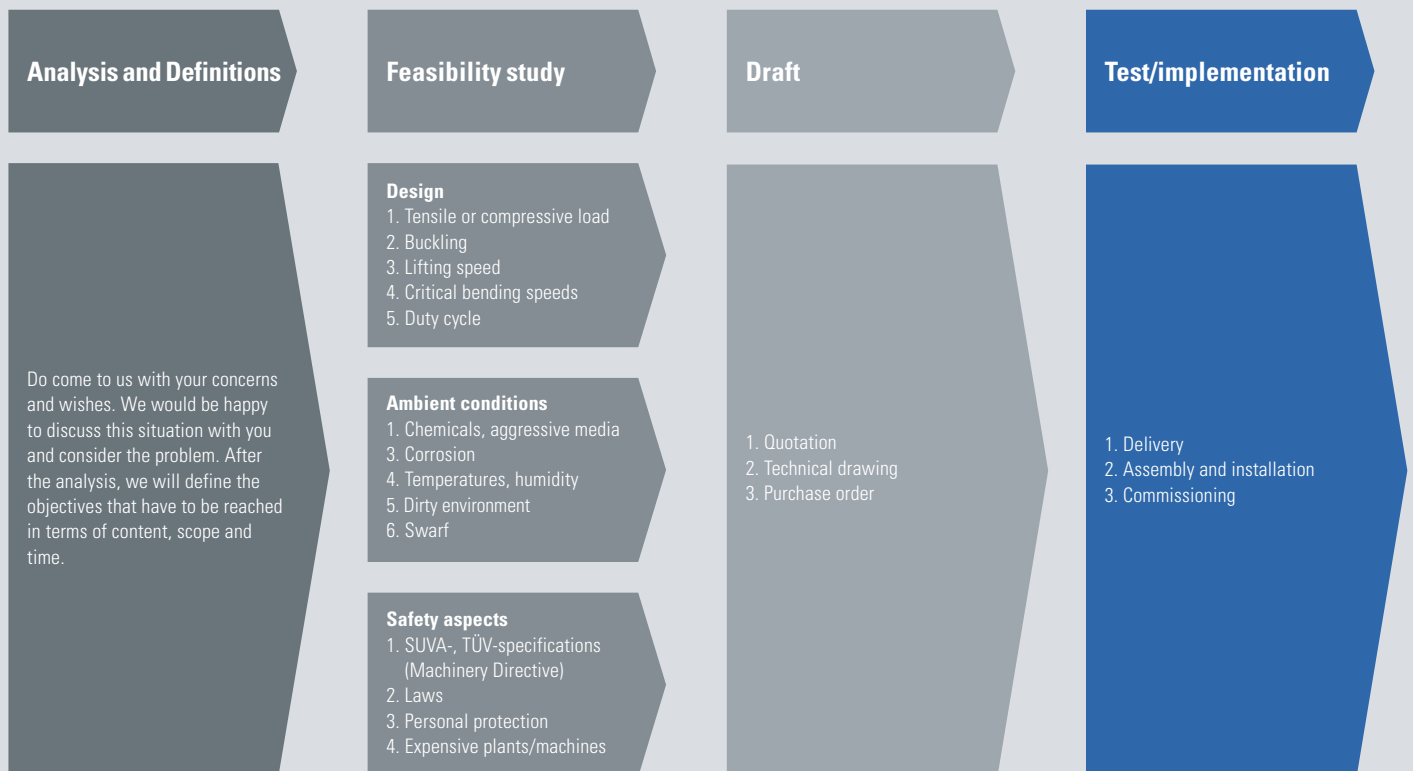 Analysis and Definitions
Do come to us with your concerns
and wishes. We would be happy
to discuss this situation with you
and consider the problem. After
the analysis, we will define the
objectives that have to be reached
in terms of content, scope and
time.
Feasibility study
Design
1. Tensile or compressive load
2. Buckling
3. Lifting speed
4. Critical bending speeds
5. Duty cycle
Ambient conditions
1. Chemicals, aggressive media
3. Corrosion
4. Temperatures, humidity
5. Dirty environment
6. Swarf
Safety aspects
1. SUVA-, TÜV-specifications
(Machinery Directive)
2. Laws
3. Personal protection
4. Expensive plants/machines
Draft
1. Quotation
2. Technical drawing
3. Purchase order
Test/implementation
1. Delivery
2. Assembly and installation
3. Commissioning